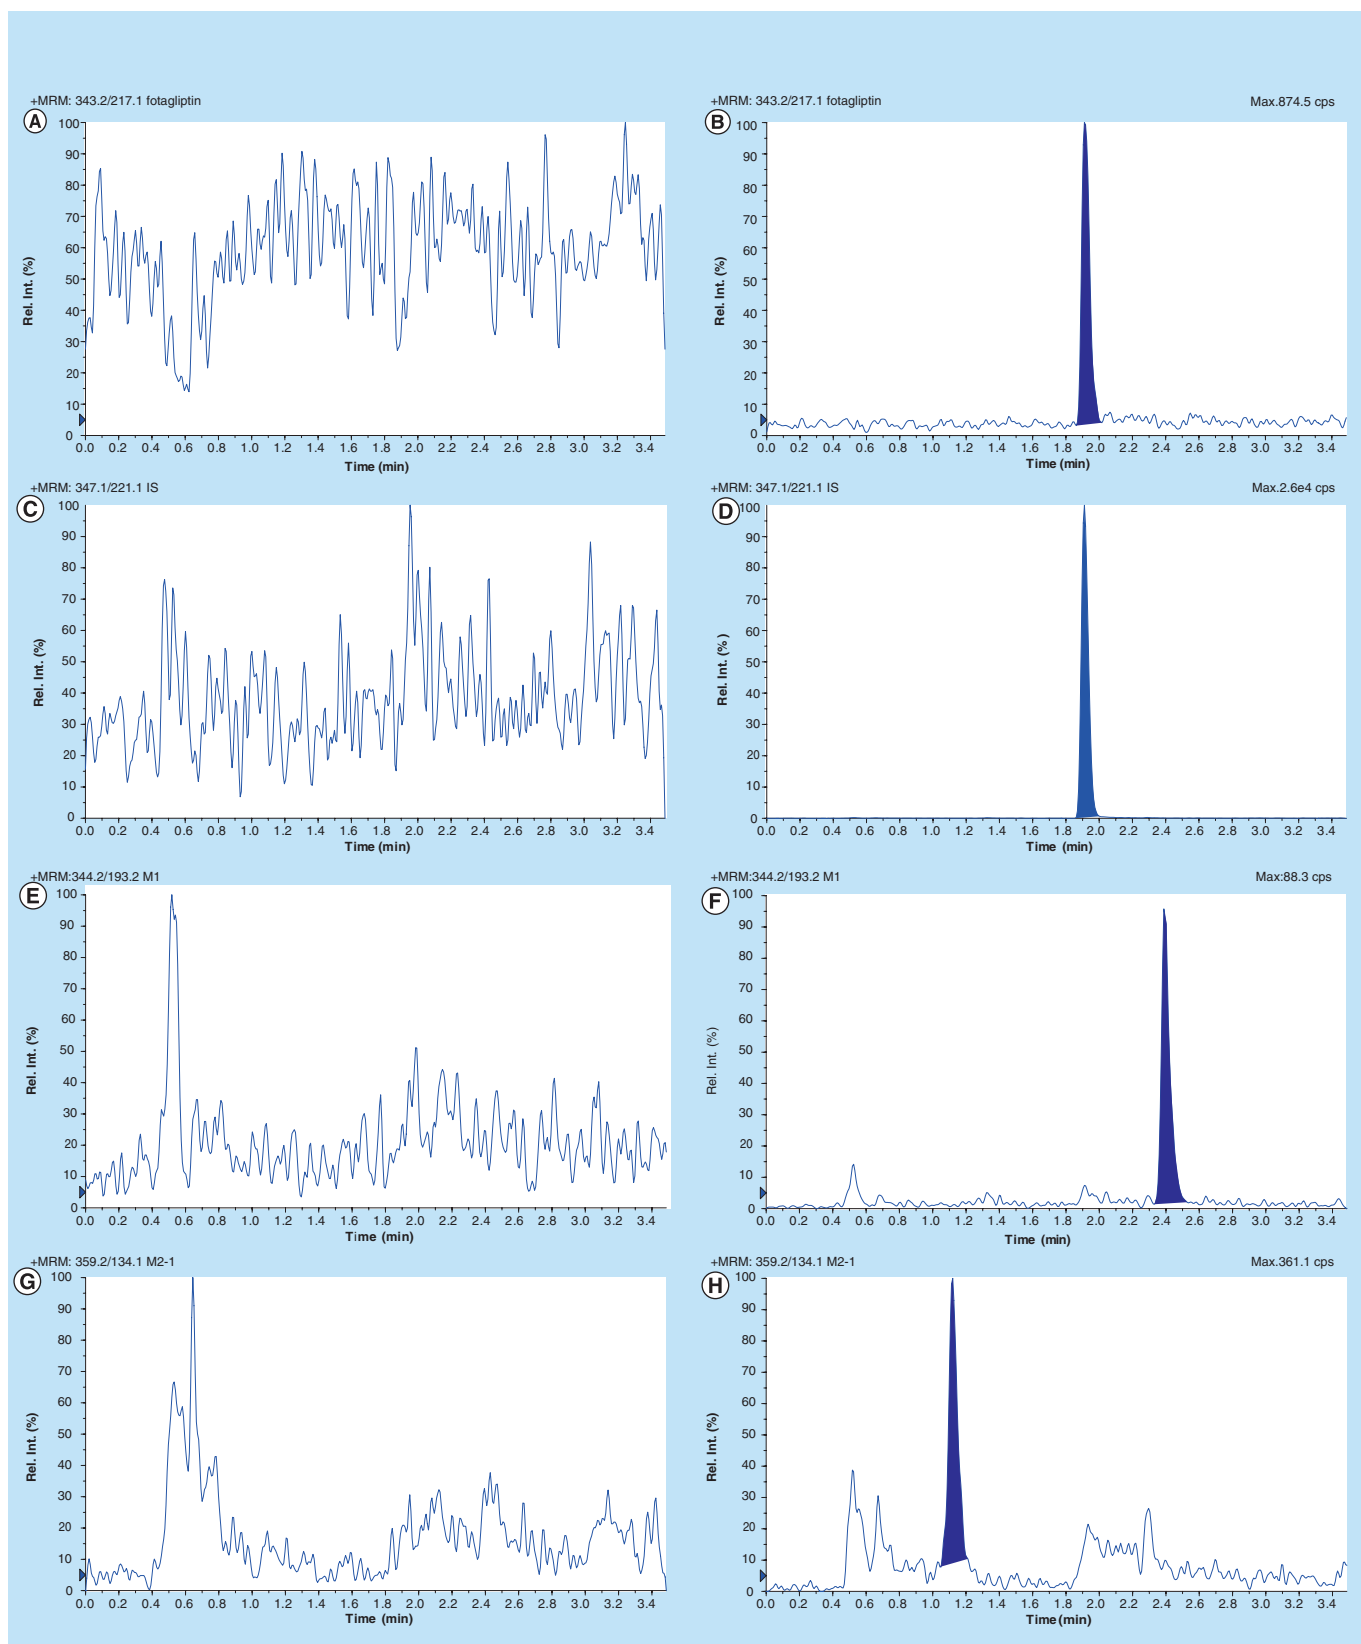 +MRM: 343.2/217.1 fotagliptin
A
100
90
80
70
60
50
40
30
20
10
0
Rel. Int. (%)
0.0 0.2 0.4 0.6 0.8 1.0 1.2 1.4 1.6 1.8 2.0 2.2 2.4 2.6 2.8 3.0 3.2 3.4
Time (min)
+MRM: 343.2/217.1 fotagliptin Max.874.5 cps
B
100
90
80
70
60
50
40
30
20
10
0
Rel. Int. (%)
0.0 0.2 0.4 0.6 0.8 1.0 1.2 1.4 1.6 1.8 2.0 2.2 2.4 2.6 2.8 3.0 3.2 3.4
Time (min)
+MRM: 347.1/221.1 IS
C
100
90
80
70
60
50
40
30
20
10
0
Rel. Int. (%)
0.0 0.2 0.4 0.6 0.8 1.0 1.2 1.4 1.6 1.8 2.0 2.2 2.4 2.6 2.8 3.0 3.2 3.4
Time (min)
+MRM: 347.1/221.1 IS Max.2.6e4 cps
D
100
90
80
70
60
50
40
30
20
10
0
Rel. Int. (% )
0.0 0.2 0.4 0.6 0.8 1.0 1.2 1.4 1.6 1.8 2.0 2.2 2.4 2.6 2.8 3.0 3.2 3.4
Time (min)
+MRM:344.2/193.2 M1
E
100
90
80
70
60
50
40
30
20
10
0
Rel. Int. (%)
0.0 0.2 0.4 0.6 0.8 1.0 1.2 1.4 1.6 1.8 2.0 2.2 2.4 2.6 2.8 3.0 3.2 3.4
Time (min)
+MRM:344.2/193.2 M1 Max:88.3 cps
F
100
90
80
70
60
50
40
30
20
10
0
Rel. Int. (%)
0.0 0.2 0.4 0.6 0.8 1.0 1.2 1.4 1.6 1.8 2.0 2.2 2.4 2.6 2.8 3.0 3.2 3.4
Time (min)
+MRM: 359.2/134.1 M2-1
G
100
90
80
70
60
50
40
30
20
10
0
Rel. Int. (%)
0.0 0.2 0.4 0.6 0.8 1.0 1.2 1.4 1.6 1.8 2.0 2.2 2.4 2.6 2.8 3.0 3.2 3.4
Time (min)
+MRM: 359.2/134.1 M2-1 Max.361.1 cps
H
100
90
80
70
60
50
40
30
20
10
0
Rel. Int. (%)
0.0 0.2 0.4 0.6 0.8 1.0 1.2 1.4 1.6 1.8 2.0 2.2 2.4 2.6 2.8 3.0 3.2 3.4
Time (min)